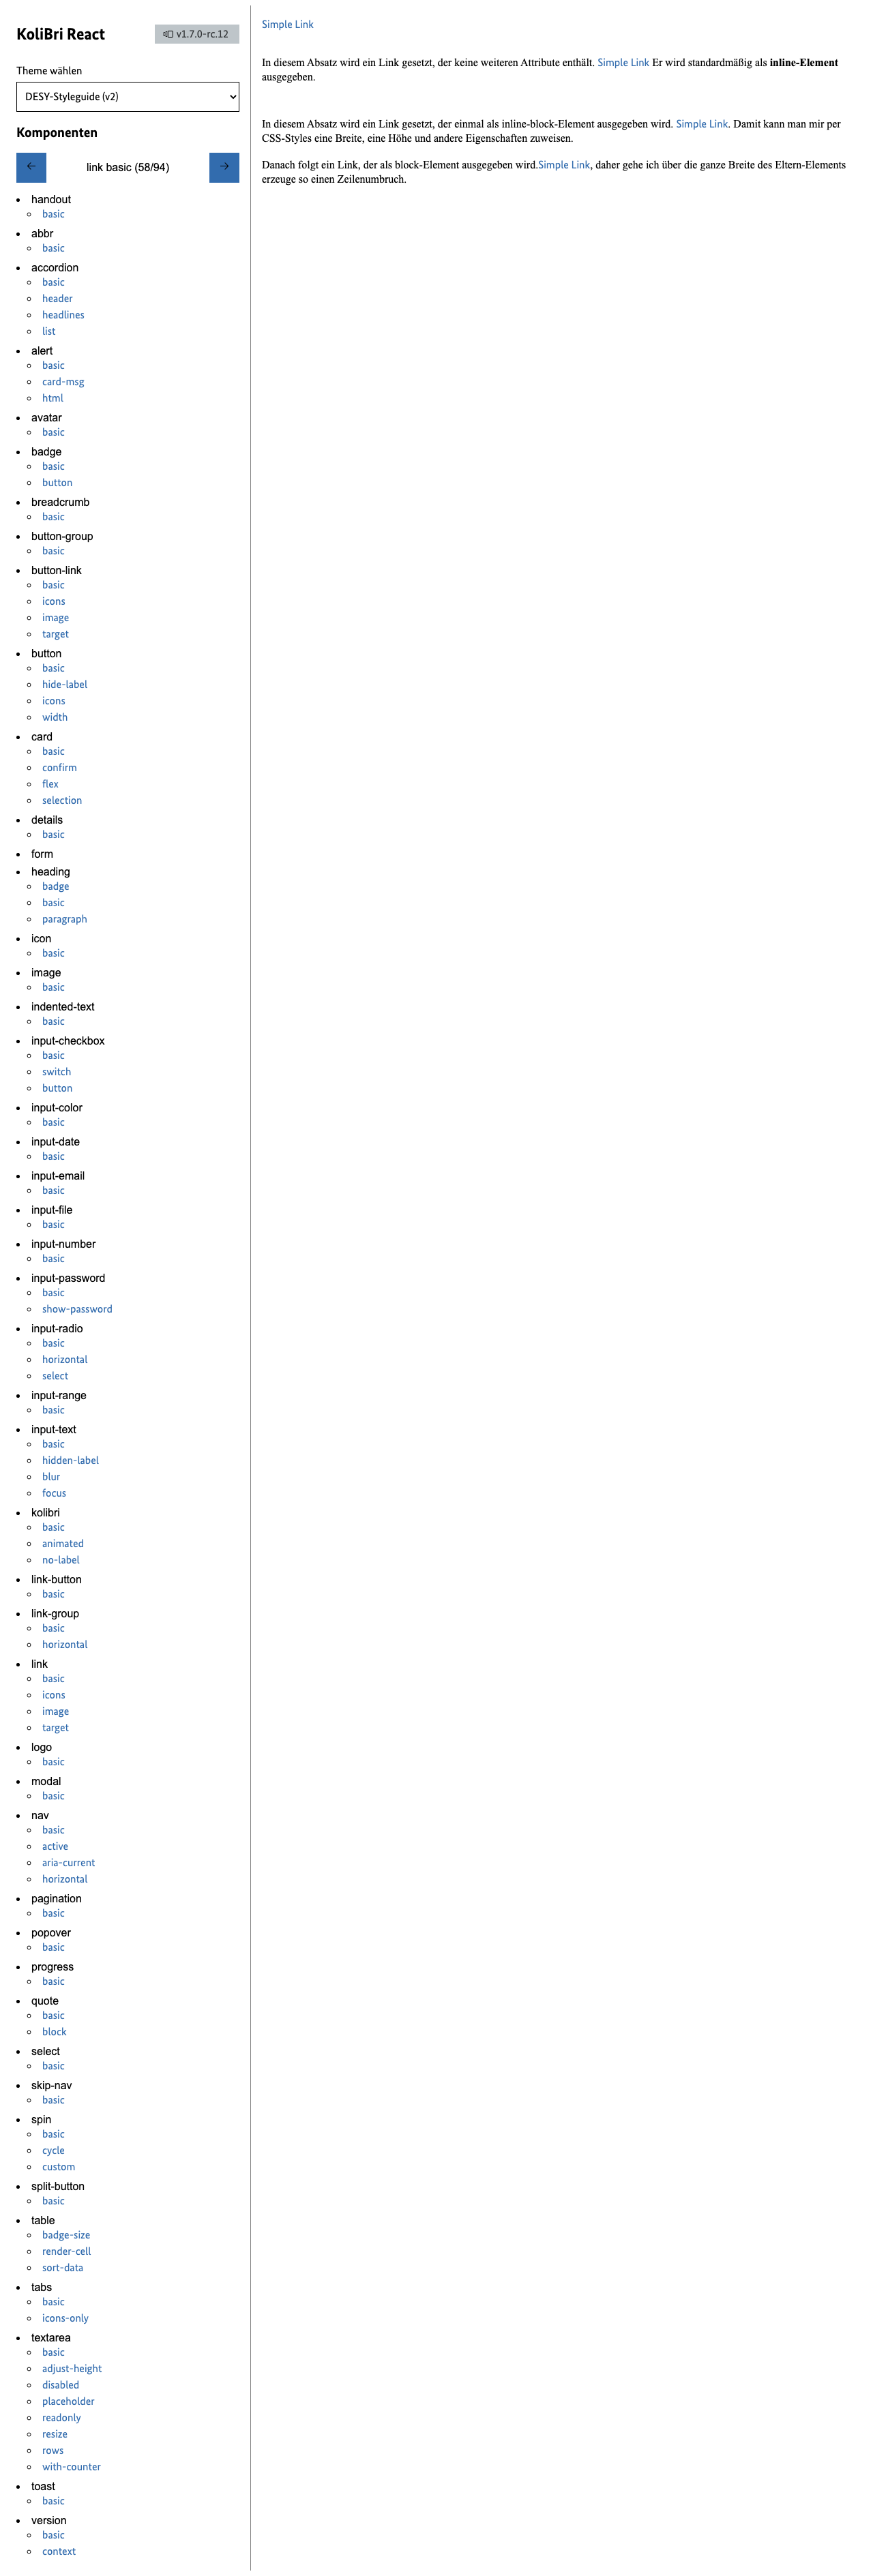 KoliBri React
v1.7.0-rc.12
Theme wählen
DESY-Styleguide (v2)
Komponenten
link basic (58/94)
handout
basic
abbr
basic
accordion
basic
header
headlines
list
alert
basic
card-msg
html
avatar
basic
badge
basic
button
breadcrumb
basic
button-group
basic
button-link
basic
icons
image
target
button
basic
hide-label
icons
width
card
basic
confirm
flex
selection
details
basic
form
heading
badge
basic
paragraph
icon
basic
image
basic
indented-text
basic
input-checkbox
basic
switch
button
input-color
basic
input-date
basic
input-email
basic
input-file
basic
input-number
basic
input-password
basic
show-password
input-radio
basic
horizontal
select
input-range
basic
input-text
basic
hidden-label
blur
focus
kolibri
basic
animated
no-label
link-button
basic
link-group
basic
horizontal
link
basic
icons
image
target
logo
basic
modal
basic
nav
basic
active
aria-current
horizontal
pagination
basic
popover
basic
progress
basic
quote
basic
block
select
basic
skip-nav
basic
spin
basic
cycle
custom
split-button
basic
table
badge-size
render-cell
sort-data
tabs
basic
icons-only
textarea
basic
adjust-height
disabled
placeholder
readonly
resize
rows
with-counter
toast
basic
version
basic
context
Simple Link
In diesem Absatz wird ein Link gesetzt, der keine weiteren Attribute enthält. Simple Link Er wird standardmäßig als inline-Element
ausgegeben.
In diesem Absatz wird ein Link gesetzt, der einmal als inline-block-Element ausgegeben wird. Simple Link. Damit kann man mir per
CSS-Styles eine Breite, eine Höhe und andere Eigenschaften zuweisen.
Danach folgt ein Link, der als block-Element ausgegeben wird.Simple Link, daher gehe ich über die ganze Breite des Eltern-Elements
erzeuge so einen Zeilenumbruch.